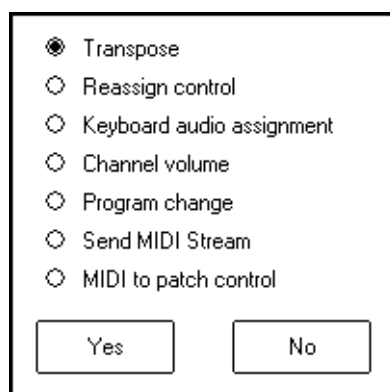 Transpose
Reassign control
Keyboard audio assignment
Channel volume
Program change
Send MIDI Stream
MIDI to patch control
Yes No